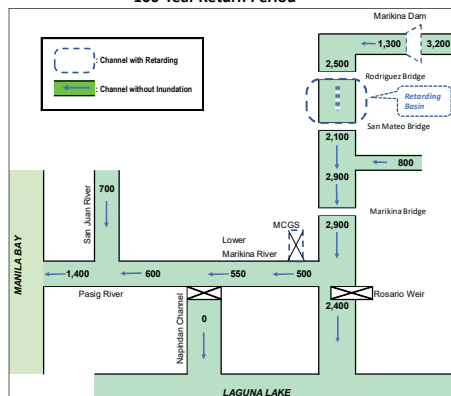 100-Year Return Period
Marikina Dam
: Channel with Retarding
: Channel without Inundation
1,300
3,200
2,500
Rodriguez Bridge
Retarding
Basin
San Mateo Bridge
2,100
800
2,900
Marikina Bridge
MANILA BAY
San Juan River
700
MCGS
2,900
Lower
Marikina River
1,400
600
550
500
Pasig River
Napindan Channel
0
Rosario Weir
2,400
LAGUNA LAKE